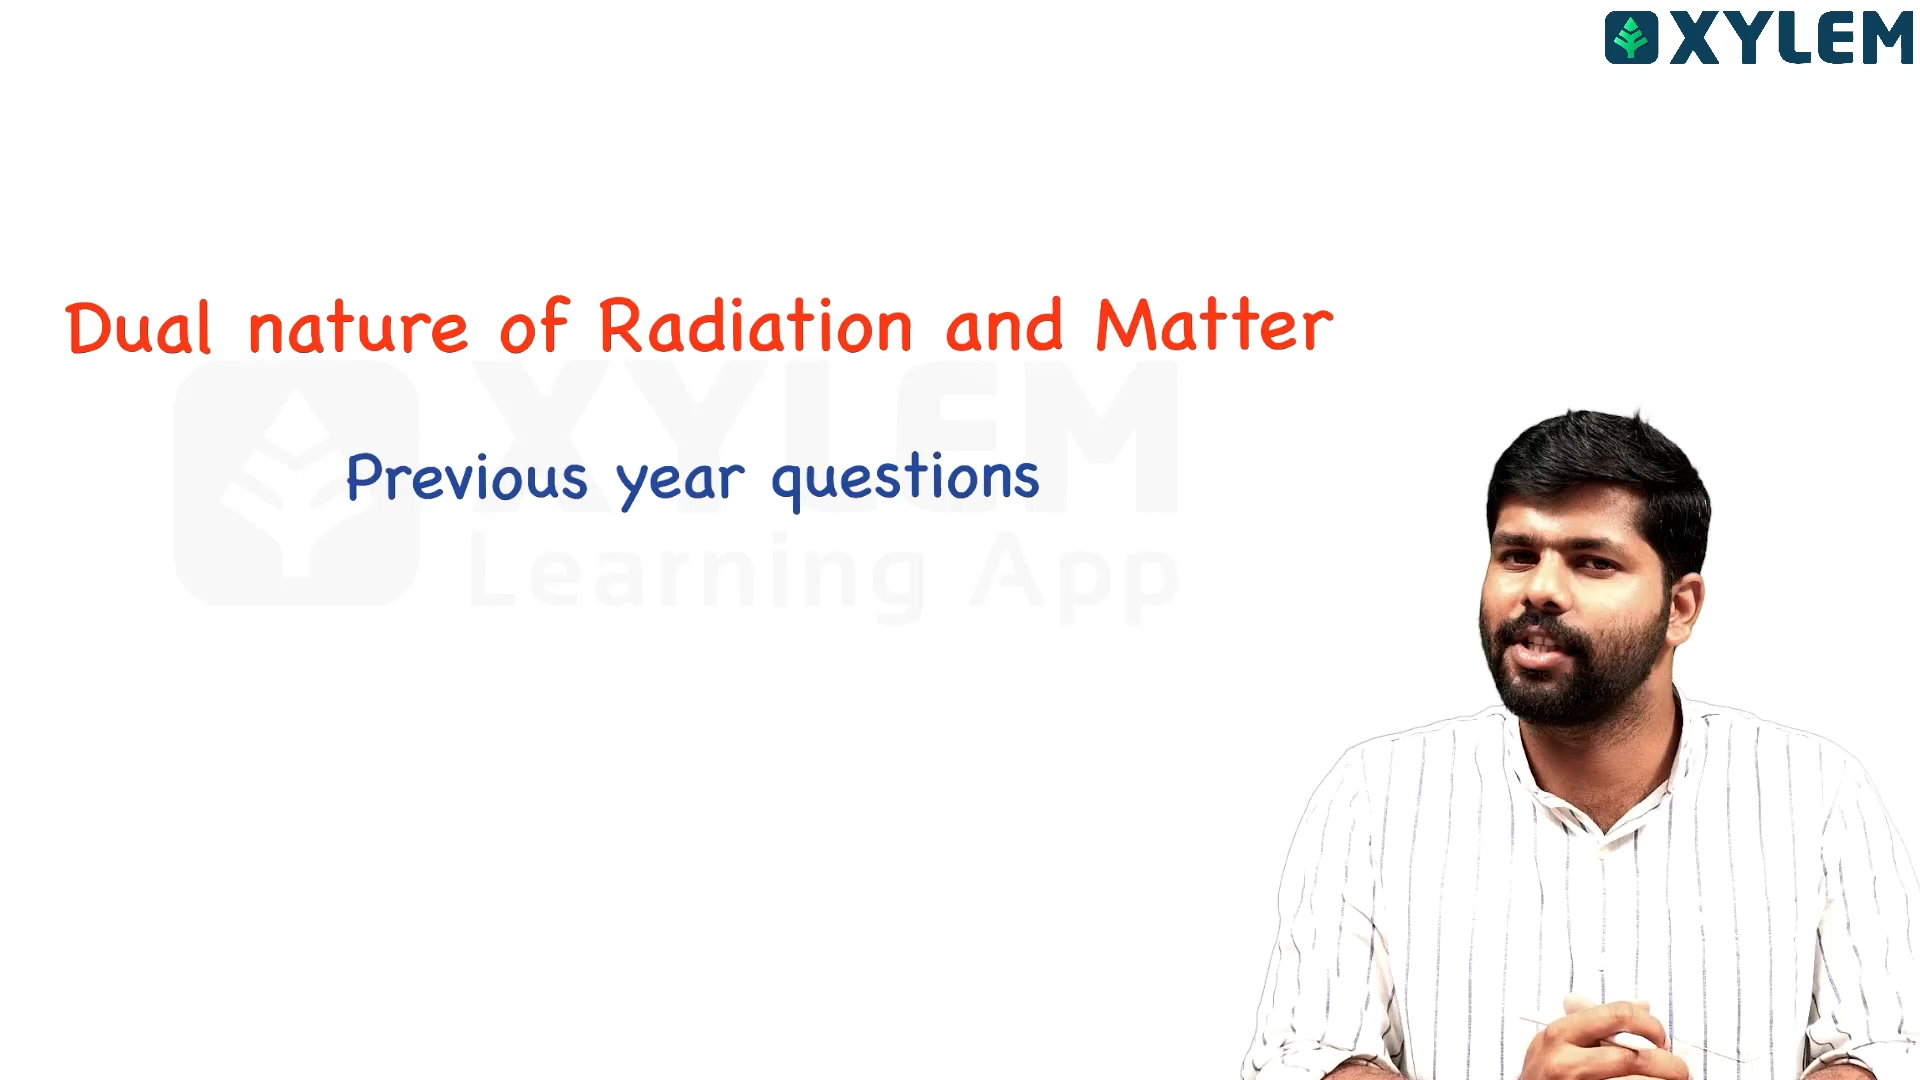 XYLEM
Dual nature of Radiation and Matter
XYLEM
Previous year questions
Learning App